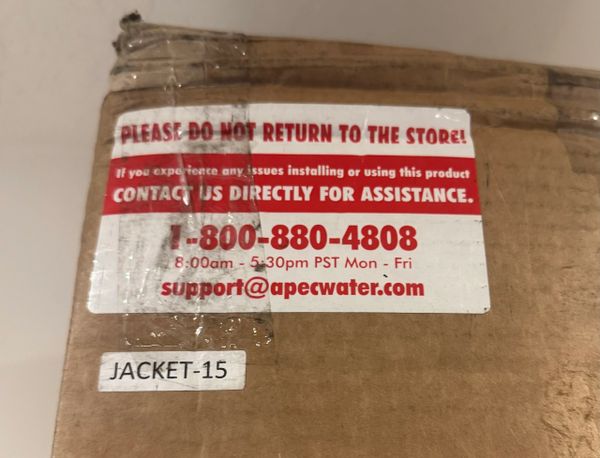 PLEASE DO NOT RETURN TO THE STORE!
If you experience any issues installing or using this product
CONTACT US DIRECTLY FOR ASSISTANCE.
1-800-880-4808
8:00am - 5:30pm PST Mon - Fri
support@apecwater.com
JACKET-15